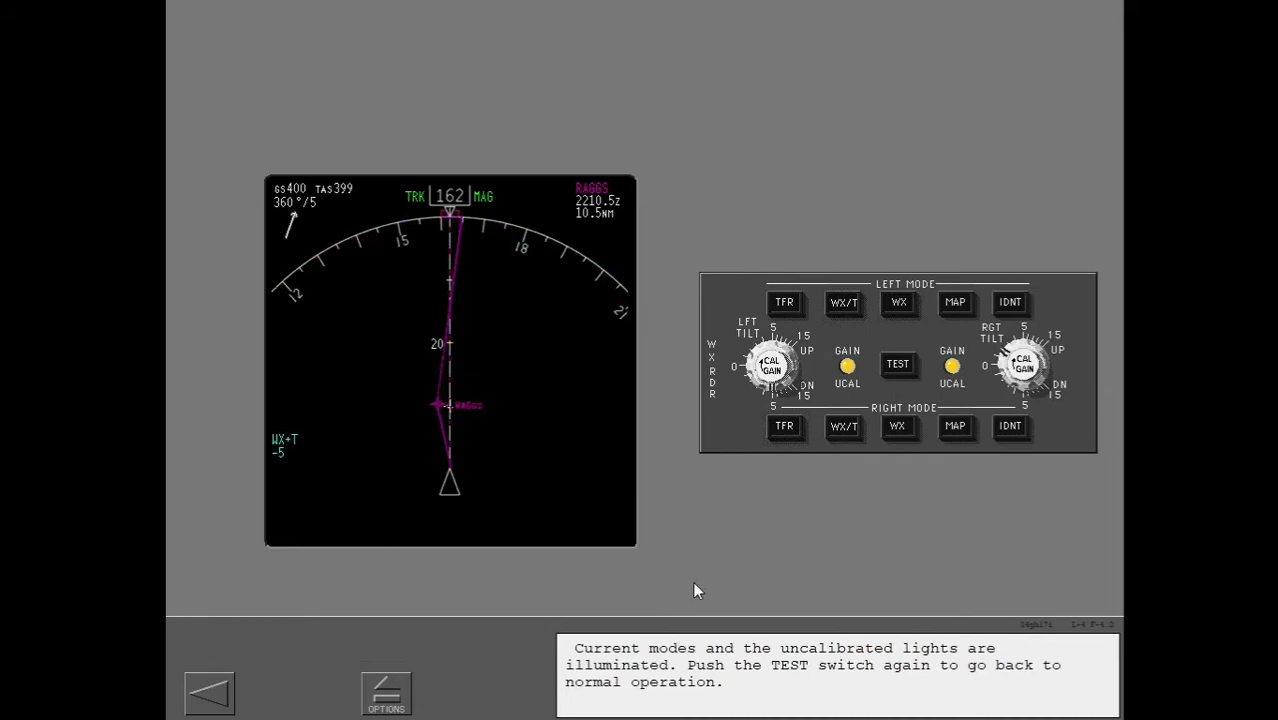 GS400 TAS399
360°/5
TRK 162 MAG
RAGGS
2210.5z
10.5NM
12
15
18
21
20
RAGGS
WX+T
-5
LEFT MODE
TFR WX/T WX MAP IDNT
LFT
TILT
5
15
UP
0
CAL
GAIN
DN
15
5
GAIN
UCAL
TEST
GAIN
UCAL
RGT
TILT
5
15
UP
0
CAL
GAIN
DN
15
5
W
X
R
D
R
RIGHT MODE
TFR WX/T WX MAP IDNT
OPTIONS
Current modes and the uncalibrated lights are
illuminated. Push the TEST switch again to go back to
normal operation.